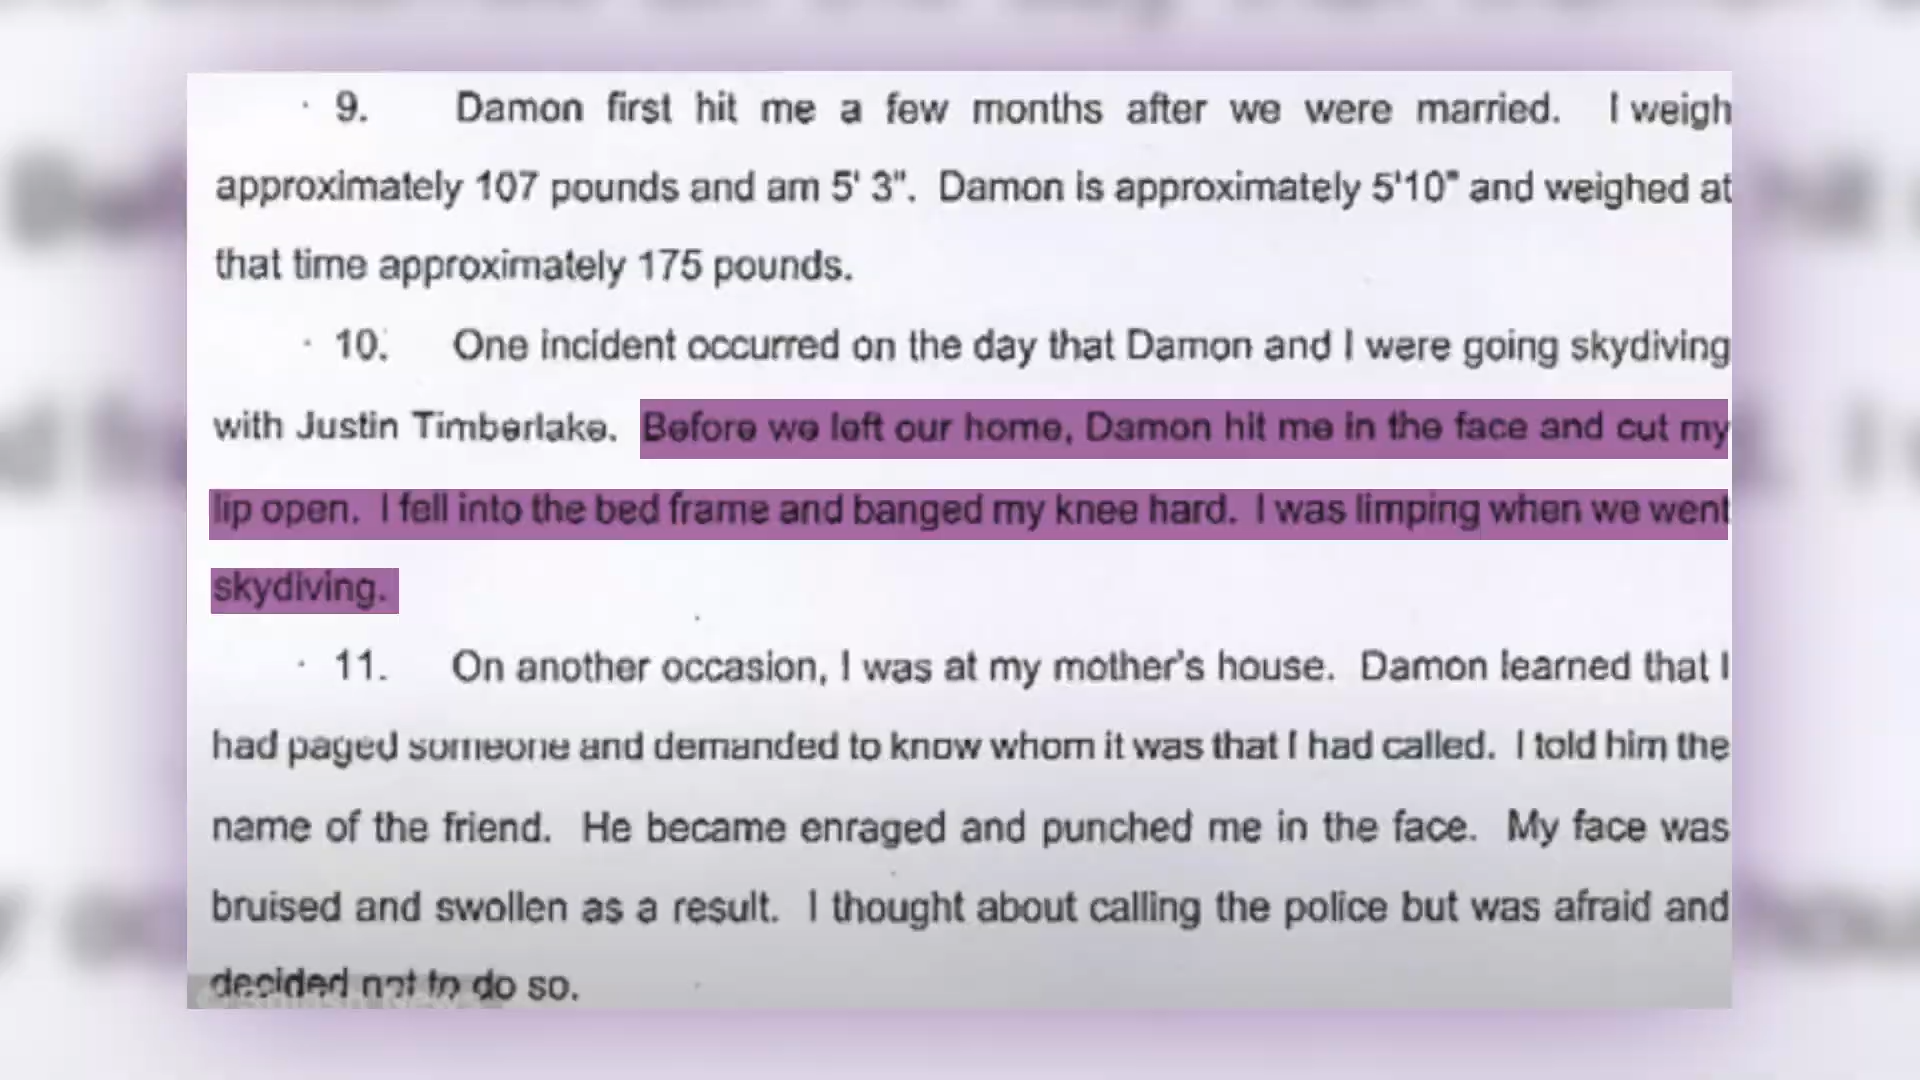 9. Damon first hit me a few months after we were married. I weigh
approximately 107 pounds and am 5' 3". Damon is approximately 5'10" and weighed at
that time approximately 175 pounds.
10. One incident occurred on the day that Damon and I were going skydiving
with Justin Timberlake. Before we left our home, Damon hit me in the face and cut my
lip open. I fell into the bed frame and banged my knee hard. I was limping when we went
skydiving.
11. On another occasion, I was at my mother's house. Damon learned that I
had paged someone and demanded to know whom it was that I had called. I told him the
name of the friend. He became enraged and punched me in the face. My face was
bruised and swollen as a result. I thought about calling the police but was afraid and
decided not to do so.